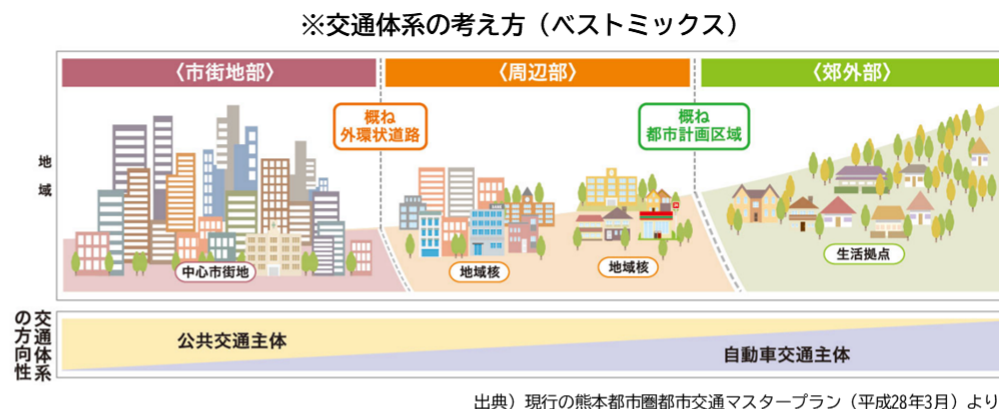 ※交通体系の考え方（ベストミックス）
〈市街地部〉
〈周辺部〉
〈郊外部〉
概ね
外環状道路
概ね
都市計画区域
地域
中心市街地
地域核
地域核
生活拠点
交通体系
の方向性
公共交通主体
自動車交通主体
出典）現行の熊本都市圏都市交通マスタープラン（平成28年3月）より